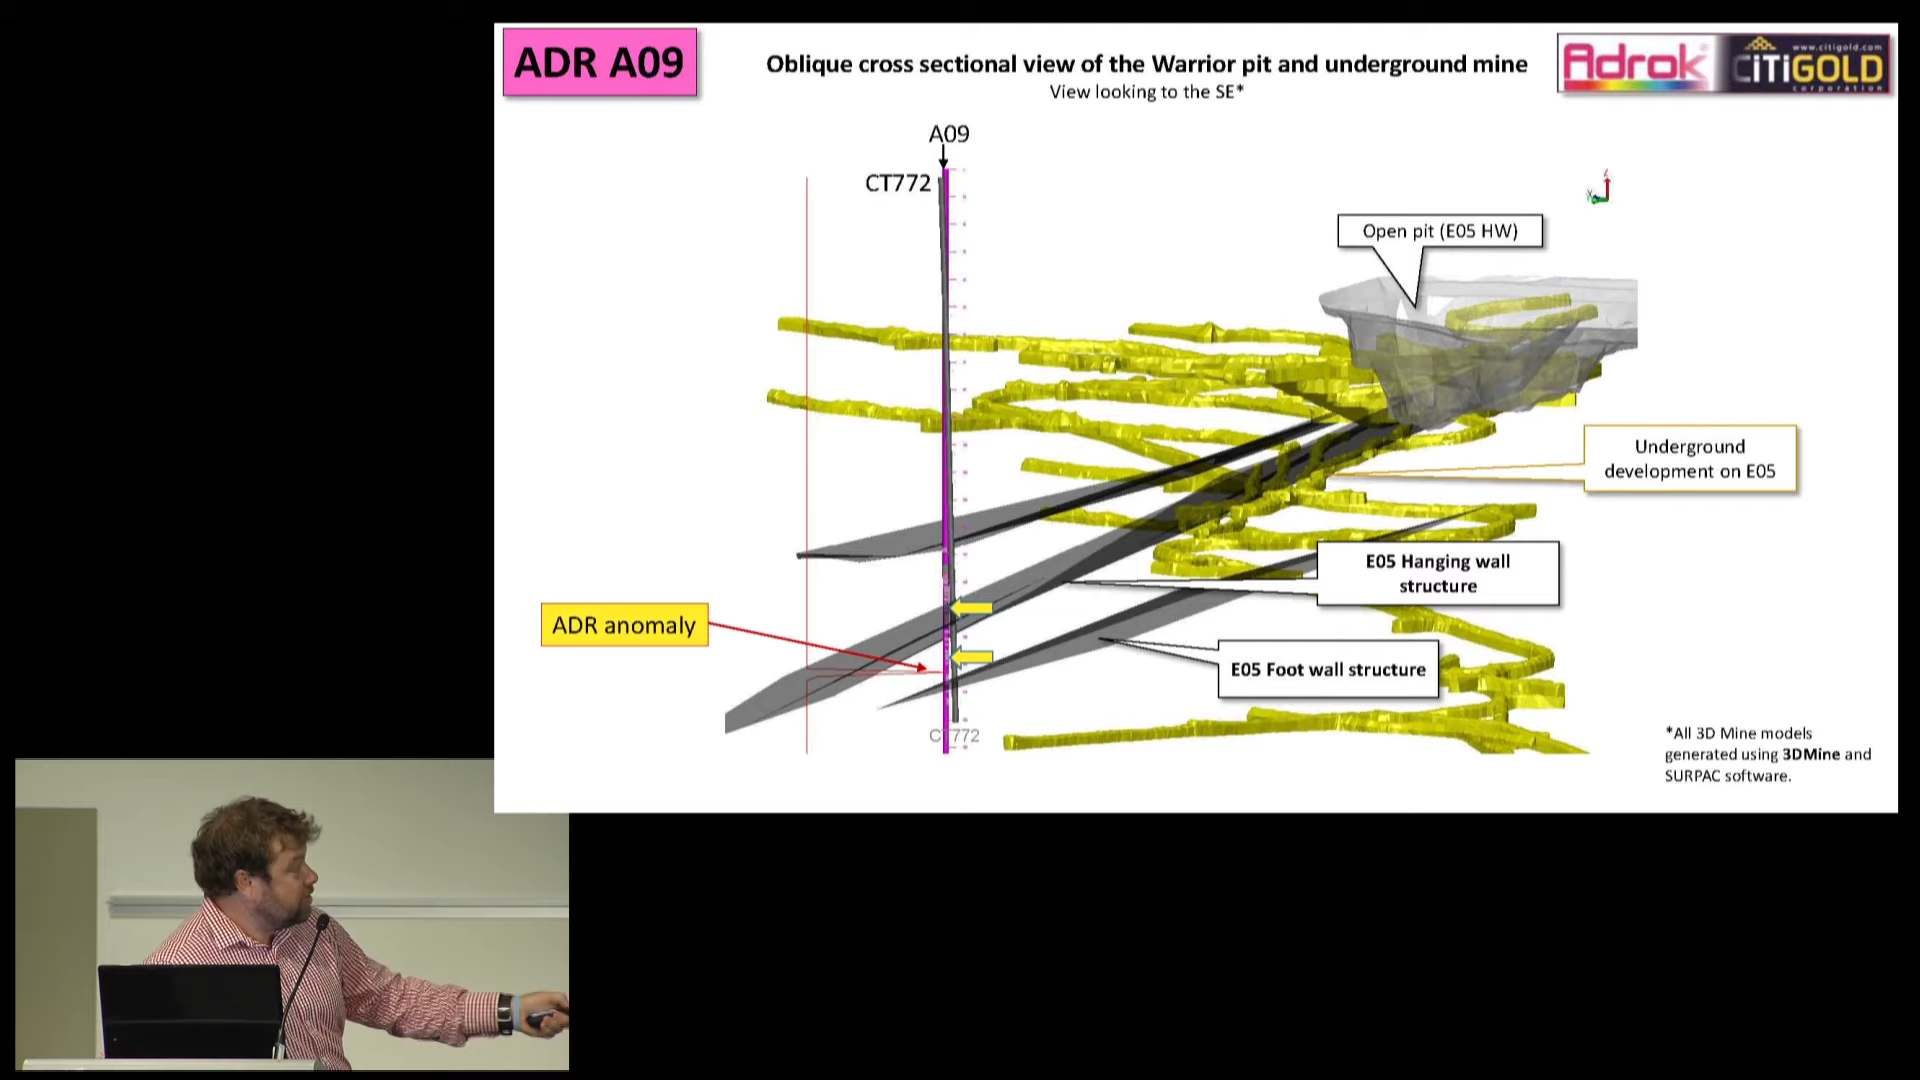 ADR A09
Oblique cross sectional view of the Warrior pit and underground mine
View looking to the SE*
Adrok
www.citigold.com
CiTiGOLD
corporation
A09
CT772
Open pit (E05 HW)
Underground
development on E05
E05 Hanging wall
structure
ADR anomaly
E05 Foot wall structure
CT772
*All 3D Mine models
generated using 3DMine and
SURPAC software.